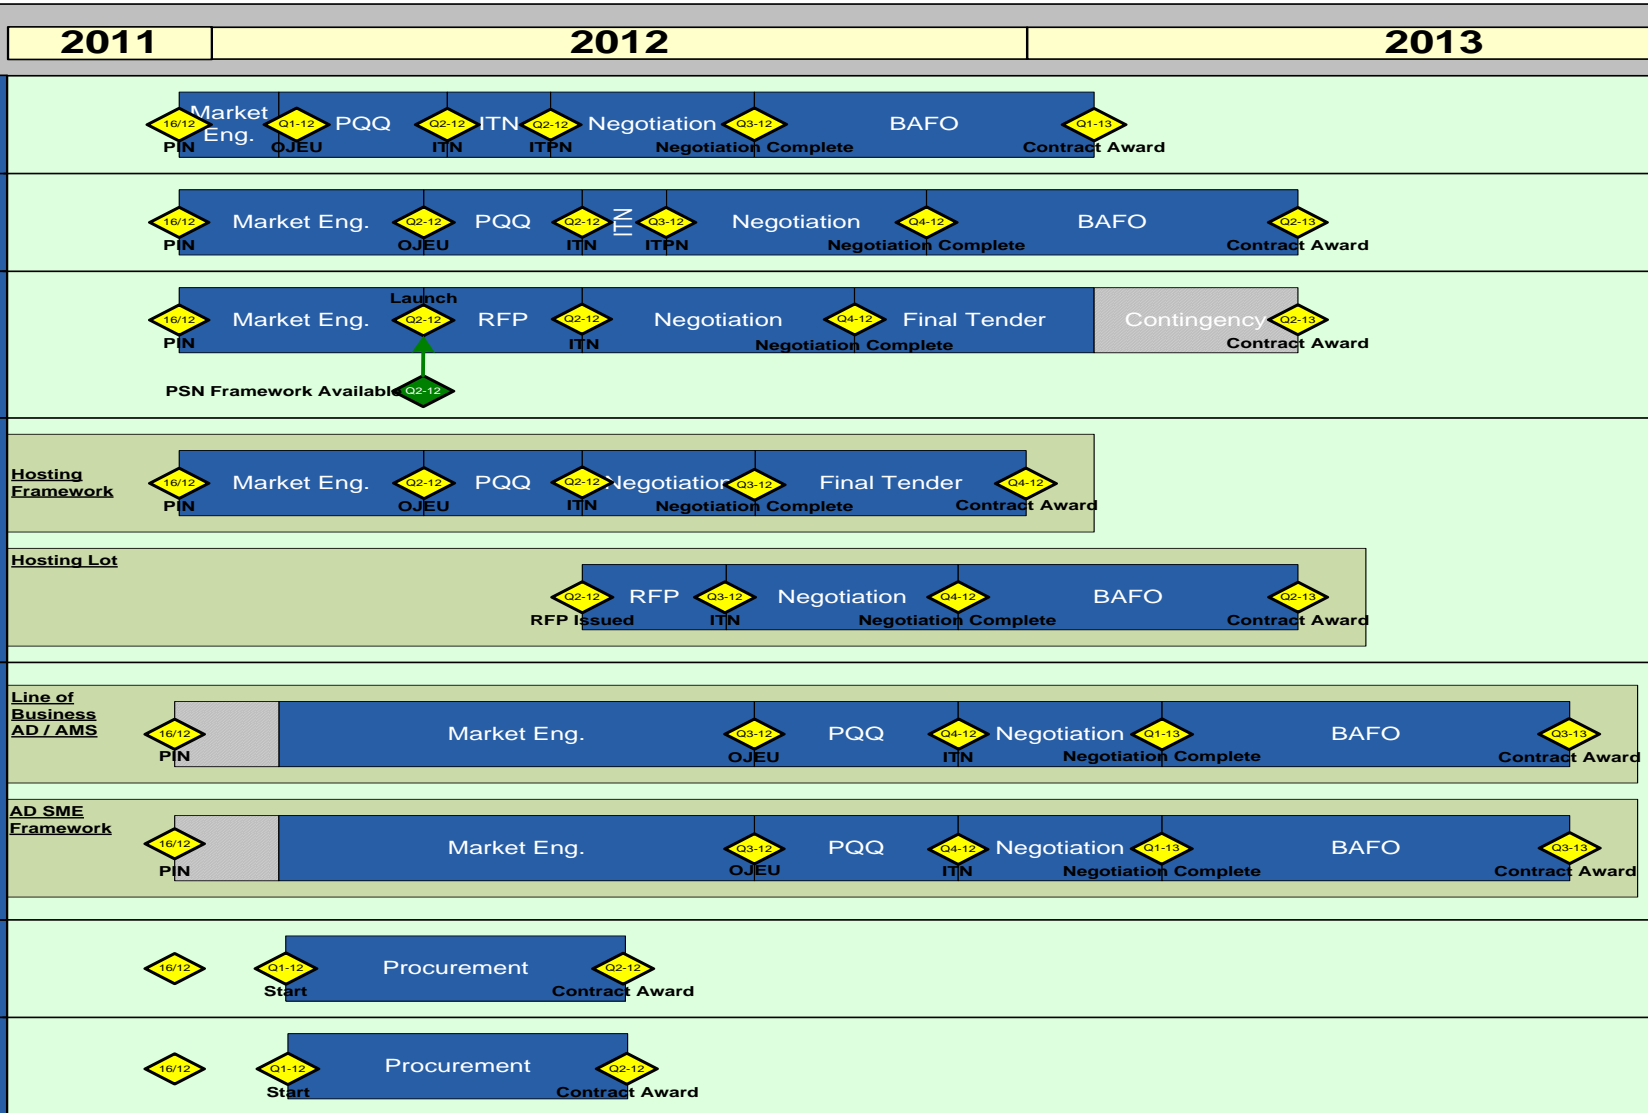 2011 2012 2013
Market
Eng. PQQ ITN Negotiation BAFO
16/12 Q1-12 Q2-12 Q2-12 Q3-12 Q1-13
PIN OJEU ITN ITPN Negotiation Complete Contract Award
Market Eng. PQQ ITN Negotiation BAFO
16/12 Q2-12 Q2-12 Q3-12 Q4-12 Q2-13
PIN OJEU ITN ITPN Negotiation Complete Contract Award
Launch
Market Eng. RFP Negotiation Final Tender Contingency
16/12 Q2-12 Q2-12 Q4-12 Q2-13
PIN ITN Negotiation Complete Contract Award
PSN Framework Available Q2-12
Hosting
Framework
Market Eng. PQQ Negotiation Final Tender
16/12 Q2-12 Q2-12 Q3-12 Q4-12
PIN OJEU ITN Negotiation Complete Contract Award
Hosting Lot
RFP Negotiation BAFO
Q2-12 Q3-12 Q4-12 Q2-13
RFP Issued ITN Negotiation Complete Contract Award
Line of
Business
AD / AMS
Market Eng. PQQ Negotiation BAFO
16/12 Q3-12 Q4-12 Q1-13 Q3-13
PIN OJEU ITN Negotiation Complete Contract Award
AD SME
Framework
Market Eng. PQQ Negotiation BAFO
16/12 Q3-12 Q4-12 Q1-13 Q3-13
PIN OJEU ITN Negotiation Complete Contract Award
16/12 Q1-12 Procurement Q2-12
Start Contract Award
16/12 Q1-12 Procurement Q2-12
Start Contract Award